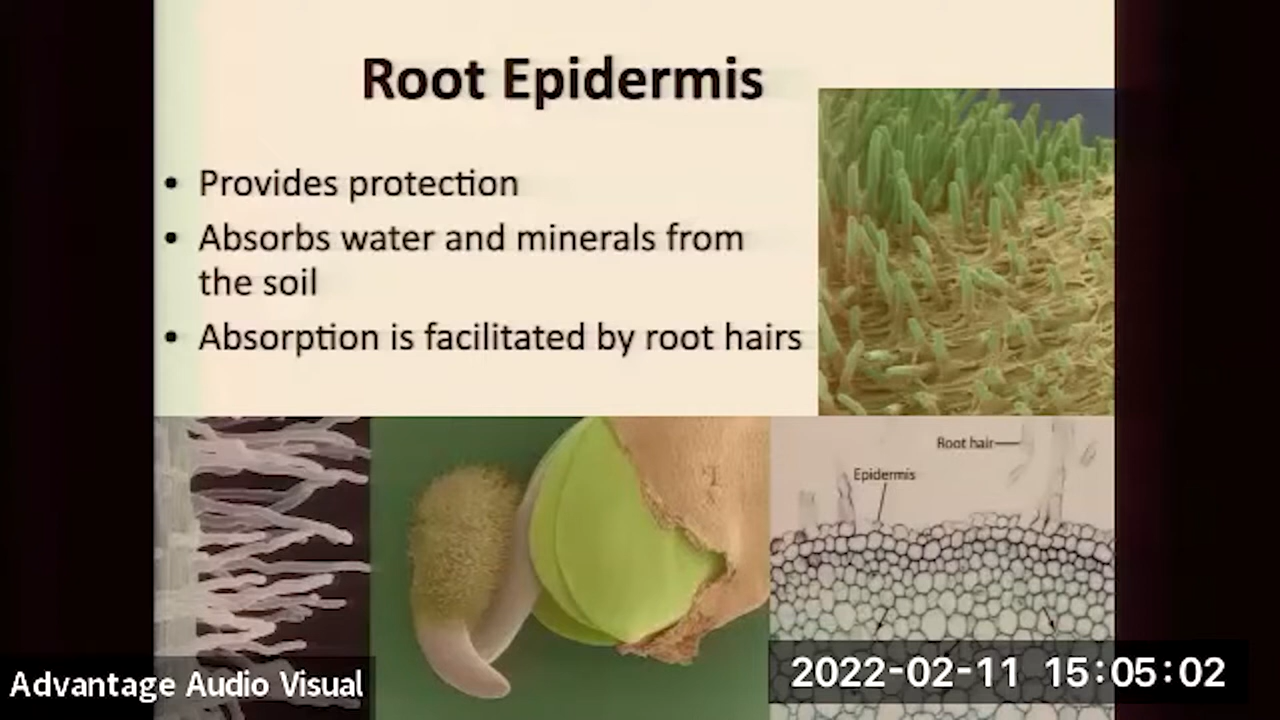 Root Epidermis
• Provides protection
• Absorbs water and minerals from
the soil
• Absorption is facilitated by root hairs
Root hair
Epidermis
Advantage Audio Visual
2022-02-11 15:05:02